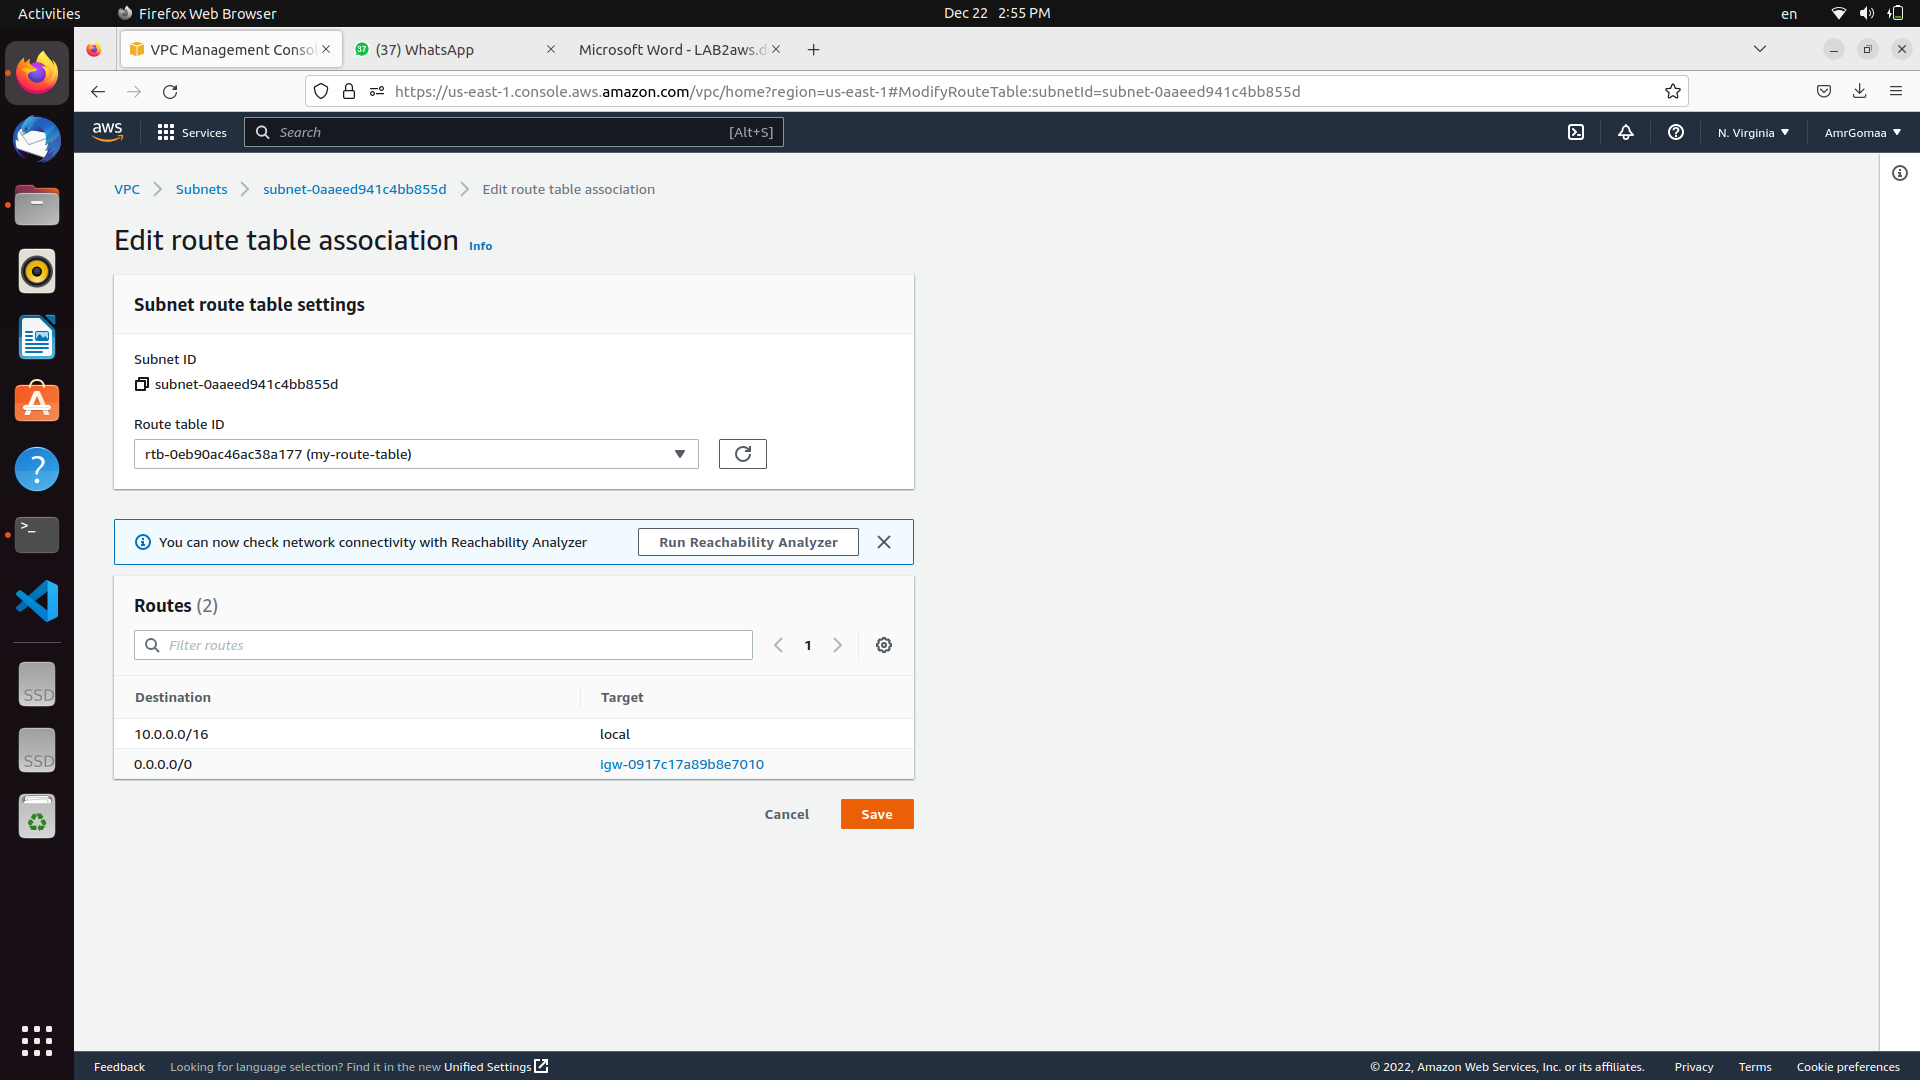 Activities
Firefox Web Browser
Dec 22 2:55 PM
en
VPC Management Consol
37
(37) WhatsApp
Microsoft Word - LAB2aws.d
https://us-east-1.console.aws.amazon.com/vpc/home?region=us-east-1#ModifyRouteTable:subnetId=subnet-0aaeed941c4bb855d
aws
Services
Search
[Alt+S]
N. Virginia
AmrGomaa
VPC
Subnets
subnet-0aaeed941c4bb855d
Edit route table association
Edit route table association
Info
Subnet route table settings
Subnet ID
subnet-0aaeed941c4bb855d
Route table ID
rtb-0eb90ac46ac38a177 (my-route-table)
You can now check network connectivity with Reachability Analyzer
Run Reachability Analyzer
Routes (2)
Filter routes
1
Destination
Target
10.0.0.0/16
local
0.0.0.0/0
igw-0917c17a89b8e7010
Cancel
Save
SSD
SSD
Feedback
Looking for language selection? Find it in the new Unified Settings
© 2022, Amazon Web Services, Inc. or its affiliates.
Privacy
Terms
Cookie preferences